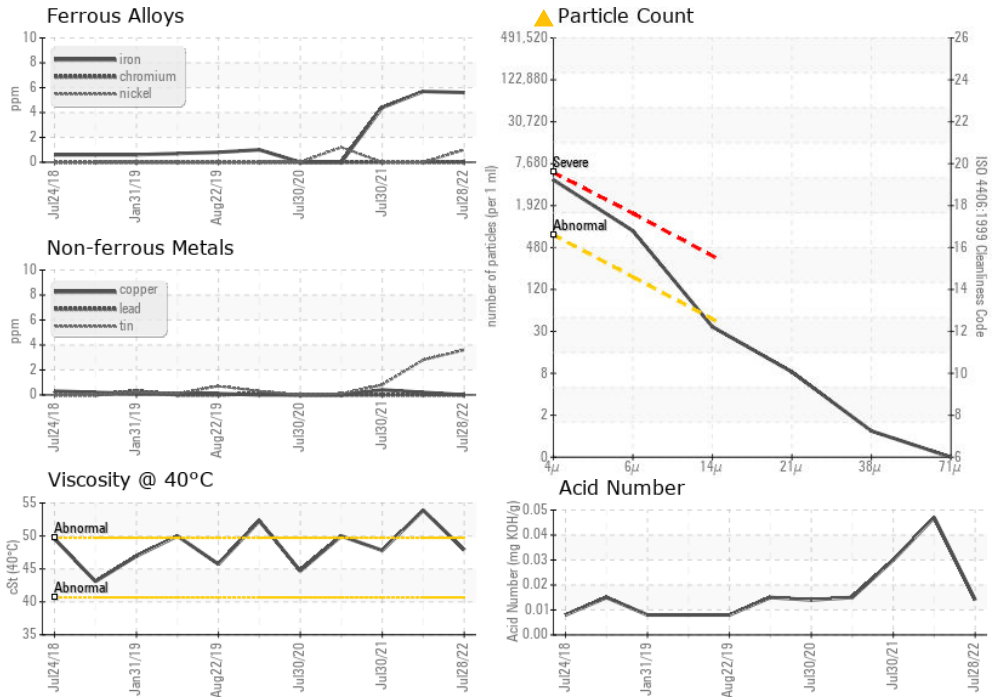 Ferrous Alloys
10
8
6
4
2
0
ppm
iron
chromium
nickel
Jul24/18
Jan31/19
Aug22/19
Jul30/20
Jul30/21
Jul28/22
Non-ferrous Metals
10
8
6
4
2
0
ppm
copper
lead
tin
Jul24/18
Jan31/19
Aug22/19
Jul30/20
Jul30/21
Jul28/22
Viscosity @ 40°C
55
50
45
40
35
cSt (40°C)
Abnormal
Abnormal
Jul24/18
Jan31/19
Aug22/19
Jul30/20
Jul30/21
Jul28/22
Particle Count
491,520
122,880
30,720
7,680
1,920
480
120
30
8
2
0
number of particles (per 1 ml)
Severe
Abnormal
26
24
22
20
18
16
14
12
10
8
6
ISO 4406:1999 Cleanliness Code
4µ
6µ
14µ
21µ
38µ
71µ
Acid Number
0.05
0.04
0.03
0.02
0.01
0.00
Acid Number (mg KOH/g)
Jul24/18
Jan31/19
Aug22/19
Jul30/20
Jul30/21
Jul28/22